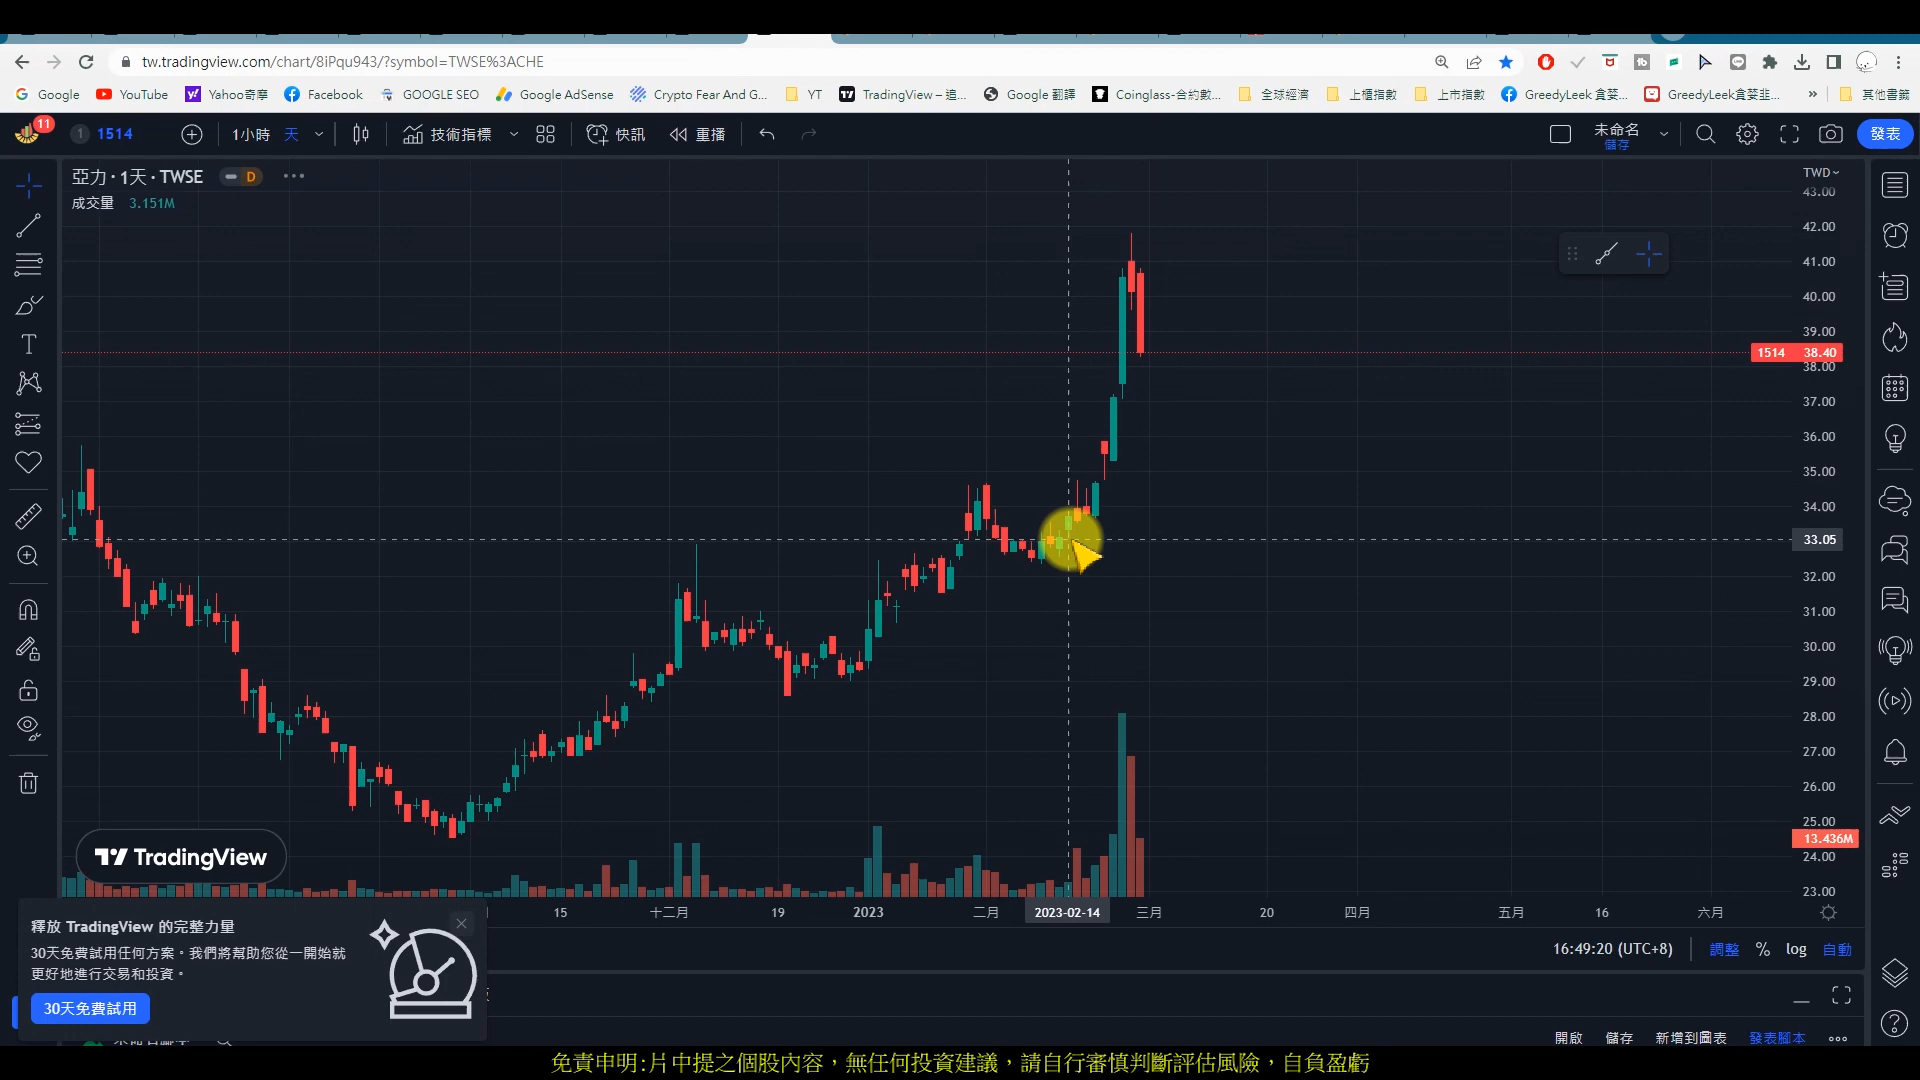 tw.tradingview.com/chart/8iPqu943/?symbol=TWSE%3ACHE
Google YouTube Yahoo奇摩 Facebook GOOGLE SEO Google AdSense Crypto Fear And G... YT TradingView – 追... Google 翻譯 Coinglass-合約數... 全球經濟 上櫃指數 上市指數 GreedyLeek 貪婪... GreedyLeek貪婪韭... » 其他書籤
11
1 1514 1小時 天 技術指標 快訊 重播 未命名 發表
儲存
亞力 · 1天 · TWSE D
成交量 3.151M
TWD
43.00
42.00
41.00
40.00
39.00
1514 38.40
38.00
37.00
36.00
35.00
34.00
33.05
32.00
31.00
30.00
29.00
28.00
27.00
26.00
25.00
13.436M
24.00
23.00
TradingView
15 十二月 19 2023 二月 2023-02-14 三月 20 四月 五月 16 六月
釋放 TradingView 的完整力量
30天免費試用任何方案。我們將幫助您從一開始就
更好地進行交易和投資。
30天免費試用
16:49:20 (UTC+8) 調整 % log 自動
開啟 儲存 新增到圖表 發表腳本
免責申明:片中提之個股內容，無任何投資建議，請自行審慎判斷評估風險，自負盈虧